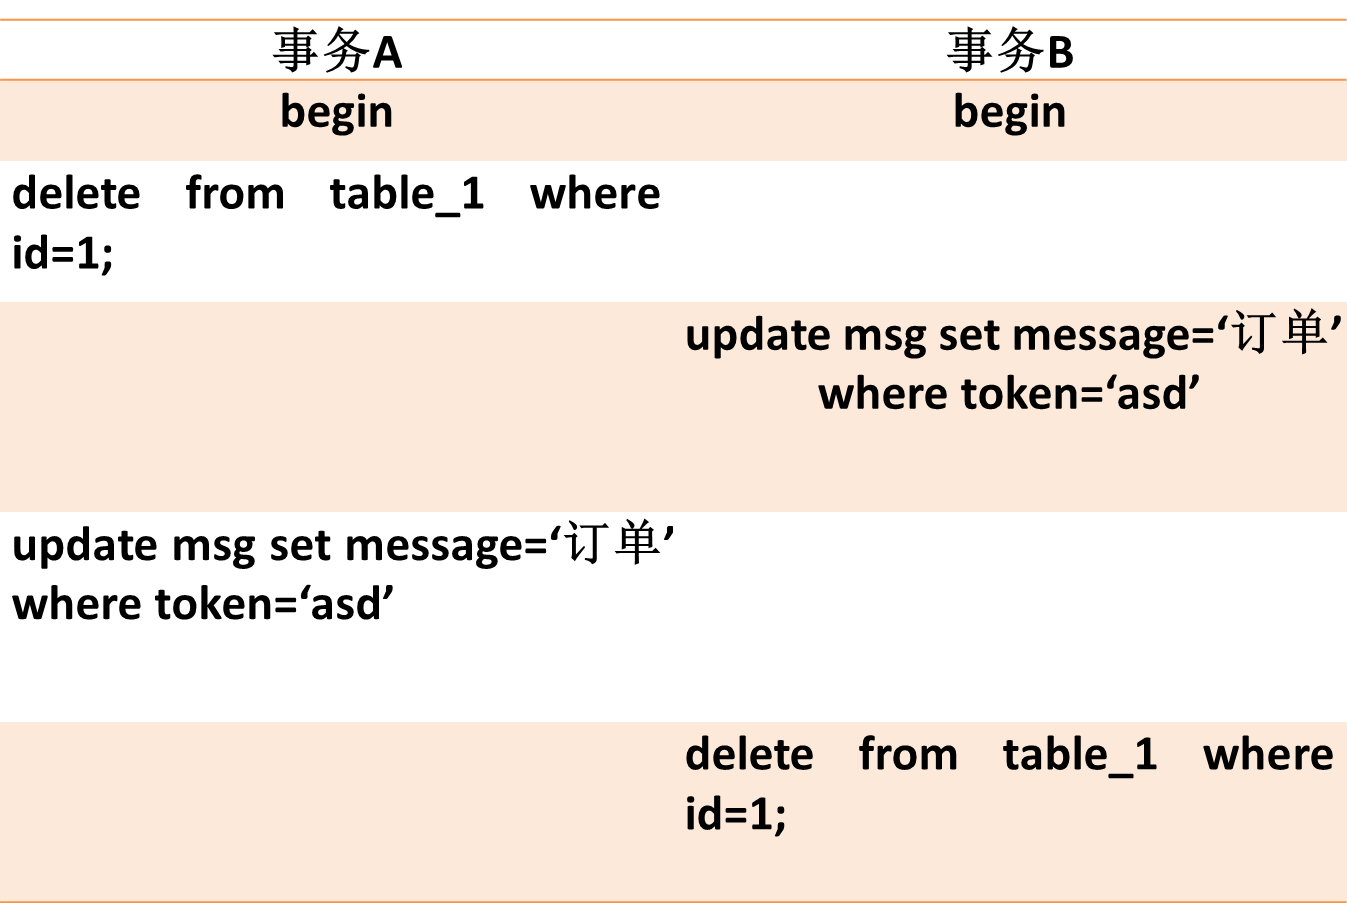 事务A 事务B
begin begin
delete from table_1 where
id=1;
update msg set message=‘订单’
where token=‘asd’
update msg set message=‘订单’
where token=‘asd’
delete from table_1 where
id=1;